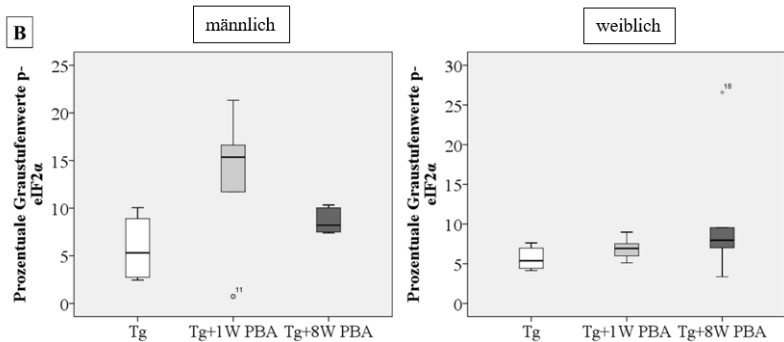 B
männlich
weiblich
Prozentuale Graustufenwerte p-
eIF2α
25
20
15
10
5
0
11
Tg
Tg+1W PBA
Tg+8W PBA
Prozentuale Graustufenwerte p-
eIF2α
30
25
20
15
10
5
0
18
Tg
Tg+1W PBA
Tg+8W PBA